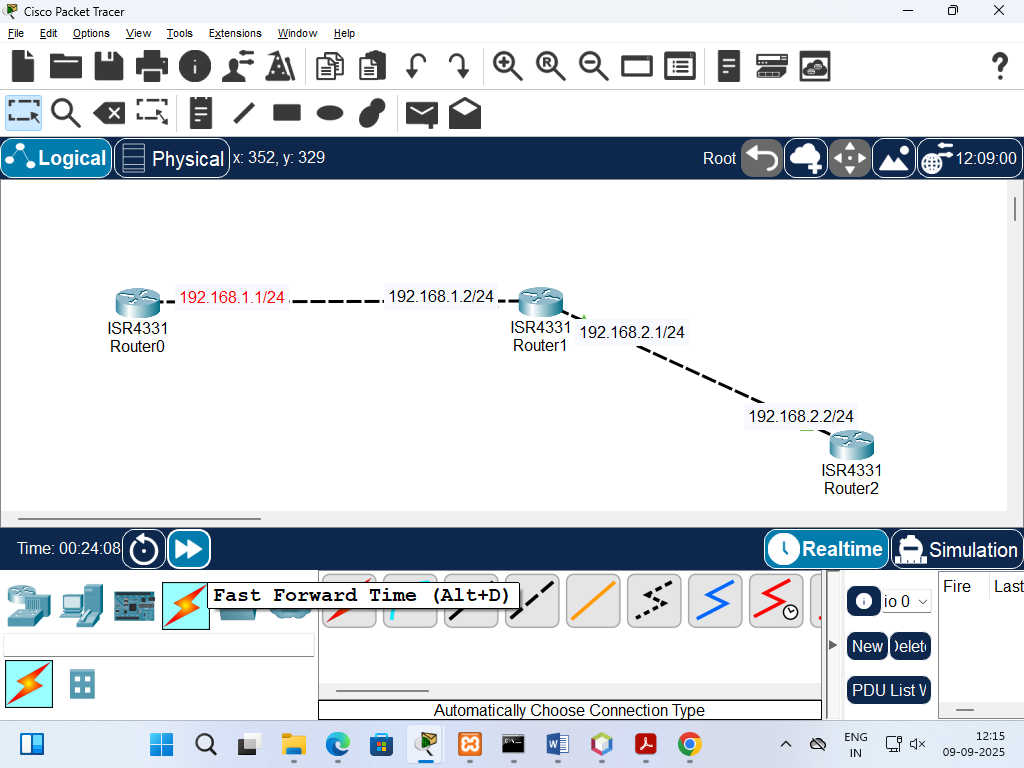 Cisco Packet Tracer
File Edit Options View Tools Extensions Window Help
Logical Physical x: 352, y: 329 Root 12:09:00
192.168.1.1/24 192.168.1.2/24
ISR4331
Router0
ISR4331
Router1
192.168.2.1/24
192.168.2.2/24
ISR4331
Router2
Time: 00:24:08 Realtime Simulation
Fast Forward Time (Alt+D)
Fire Last
io 0
New Delete
PDU List W
Automatically Choose Connection Type
ENG
IN
12:15
09-09-2025